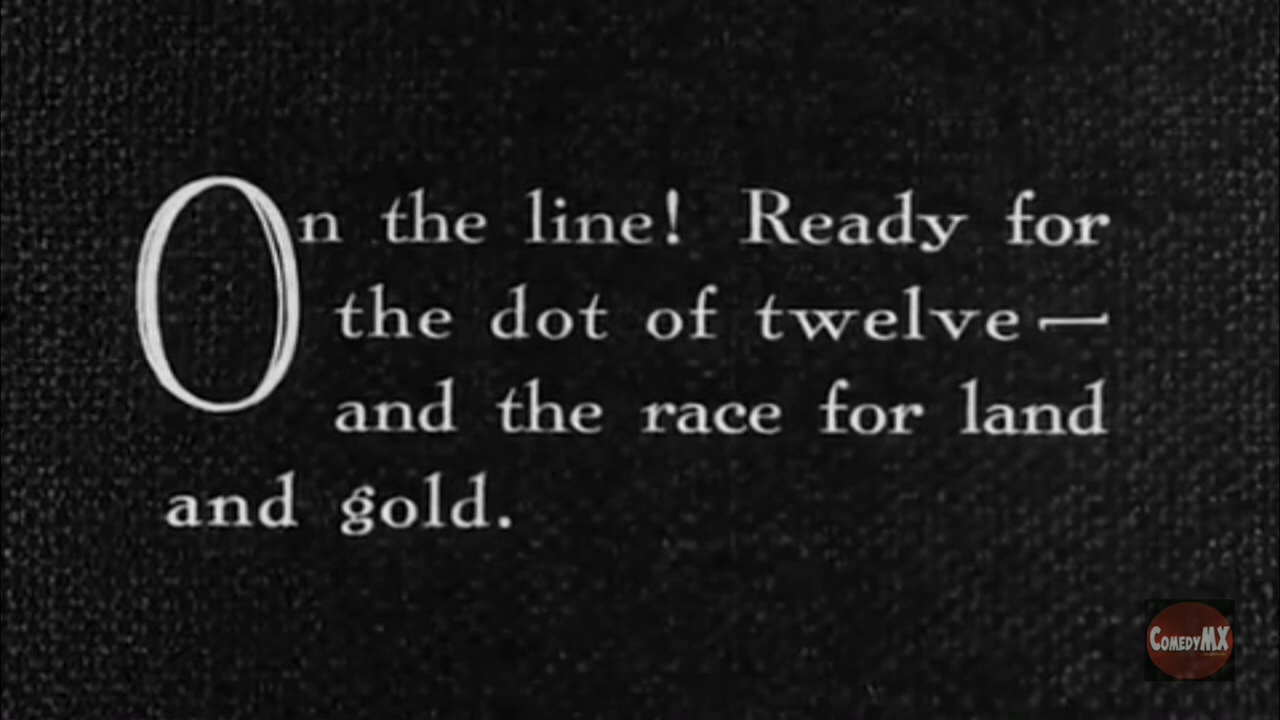 On the line! Ready for
the dot of twelve—
and the race for land
and gold.
COMEDYMX